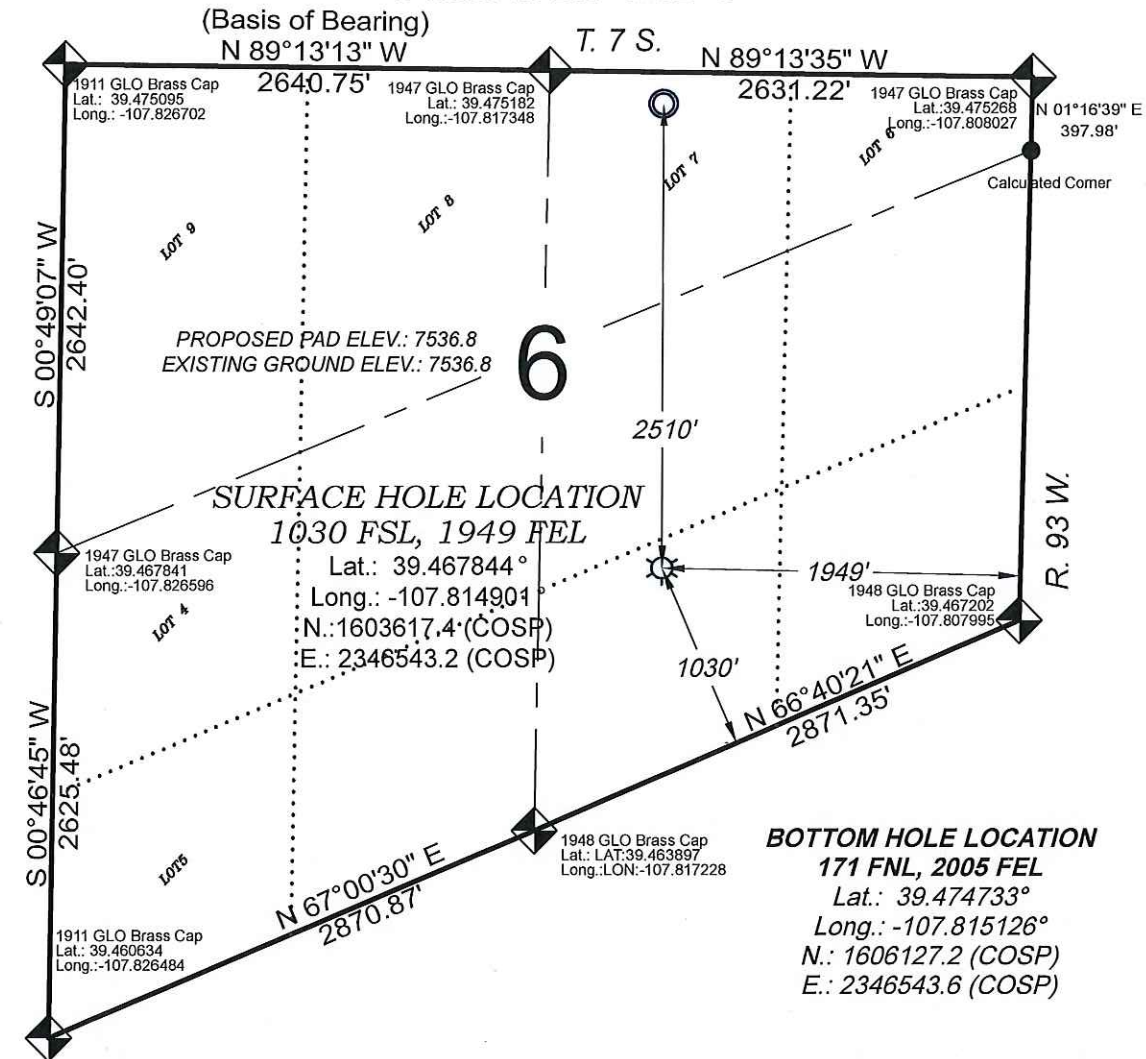 (Basis of Bearing)
N 89°13'13" W
2640.75'
T. 7 S.
N 89°13'35" W
2631.22'
1911 GLO Brass Cap
Lat.: 39.475095
Long.: -107.826702
1947 GLO Brass Cap
Lat.: 39.475182
Long.: -107.817348
1947 GLO Brass Cap
Lat.:39.475268
Long.:-107.808027
N 01°16'39" E
397.98'
Calculated Corner
LOT 9
LOT 8
LOT 7
LOT 6
S 00°49'07" W
2642.40'
PROPOSED PAD ELEV.: 7536.8
EXISTING GROUND ELEV.: 7536.8
6
2510'
SURFACE HOLE LOCATION
1030 FSL, 1949 FEL
Lat.: 39.467844°
Long.: -107.814901°
N.:1603617.4 (COSP)
E.: 2346543.2 (COSP)
1947 GLO Brass Cap
Lat.:39.467841
Long.:-107.826596
LOT 4
1949'
R. 93 W.
1948 GLO Brass Cap
Lat.:39.467202
Long.:-107.807995
1030'
N 66°40'21" E
2871.35'
S 00°46'45" W
2625.48'
LOT5
1948 GLO Brass Cap
Lat.: LAT:39.463897
Long.:LON:-107.817228
N 67°00'30" E
2870.87'
1911 GLO Brass Cap
Lat.: 39.460634
Long.:-107.826484
BOTTOM HOLE LOCATION
171 FNL, 2005 FEL
Lat.: 39.474733°
Long.: -107.815126°
N.: 1606127.2 (COSP)
E.: 2346543.6 (COSP)